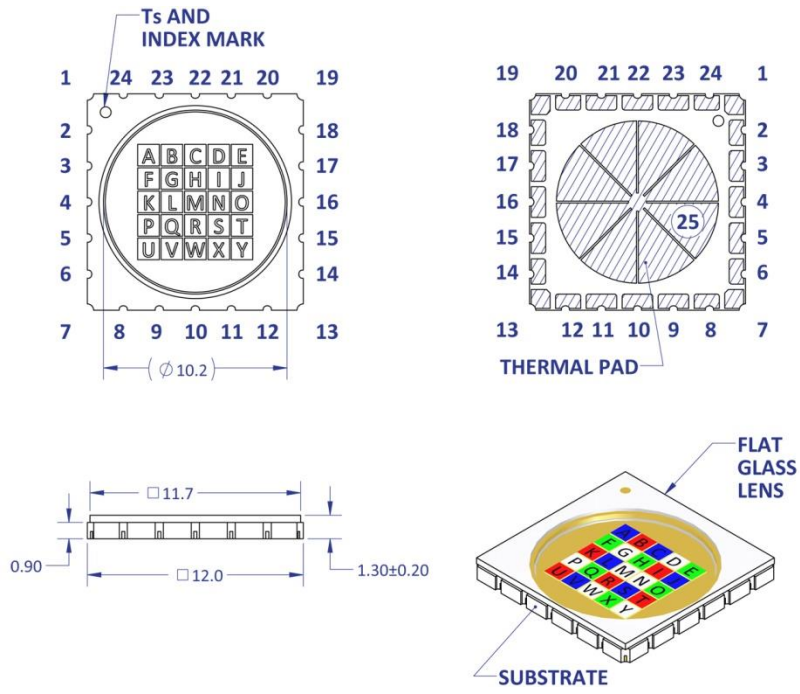 Ts AND
INDEX MARK
1 24 23 22 21 20 19
2 18
3 17
4 16
5 15
6 14
7 8 9 10 11 12 13
A B C D E
F G H I J
K L M N O
P Q R S T
U V W X Y
( Ø 10.2 )
19 20 21 22 23 24 1
18 2
17 3
16 4
15 5
14 6
13 12 11 10 9 8 7
25
THERMAL PAD
□ 11.7
0.90
□ 12.0
1.30±0.20
FLAT
GLASS
LENS
A B C D E
F G H I J
K L M N O
P Q R S T
U V W X Y
SUBSTRATE